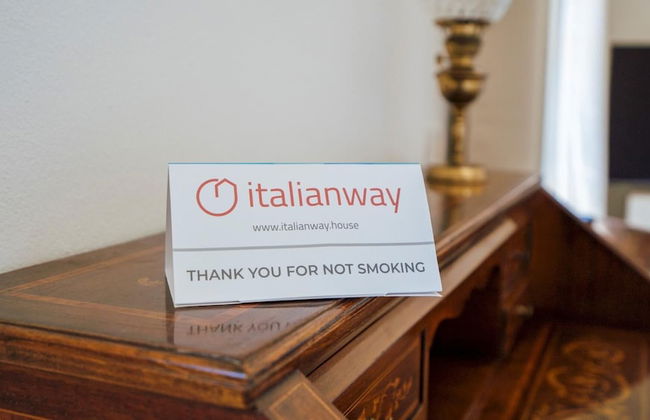 italianway
www.italianway.house
THANK YOU FOR NOT SMOKING